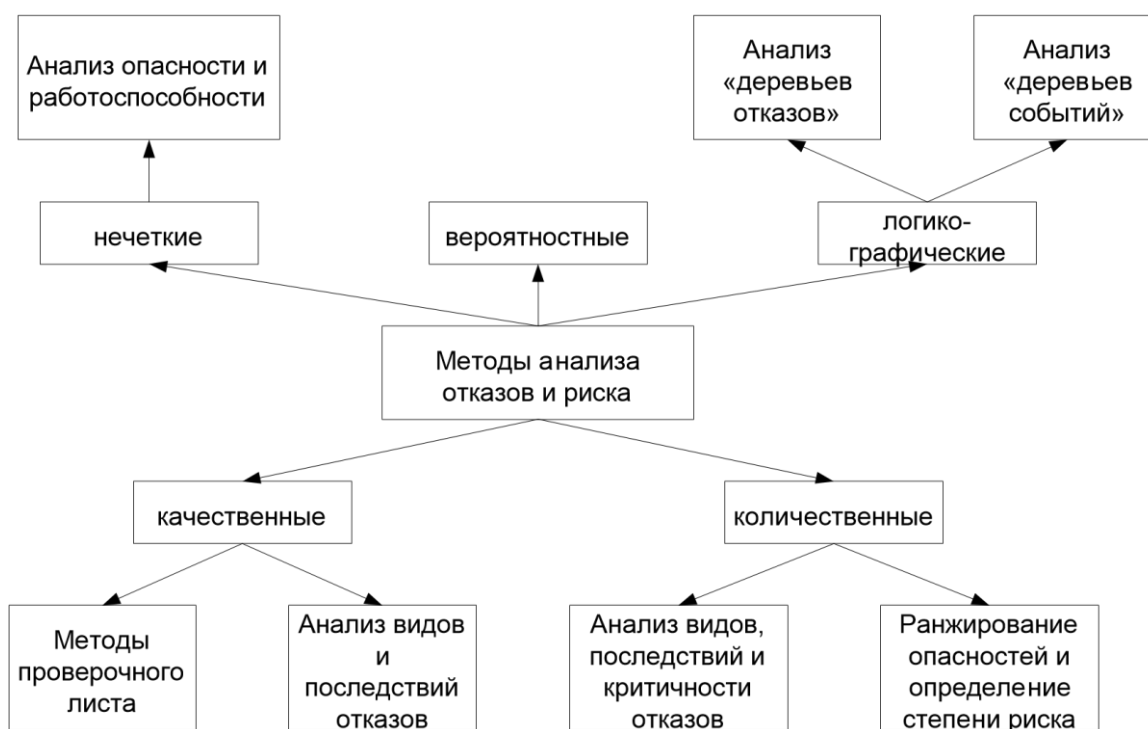 Анализ опасности и
работоспособности
Анализ
«деревьев
отказов»
Анализ
«деревьев
событий»
нечеткие
вероятностные
логико-
графические
Методы анализа
отказов и риска
качественные
количественные
Методы
проверочного
листа
Анализ видов
и
последствий
отказов
Анализ видов,
последствий и
критичности
отказов
Ранжирование
опасностей и
определение
степени риска